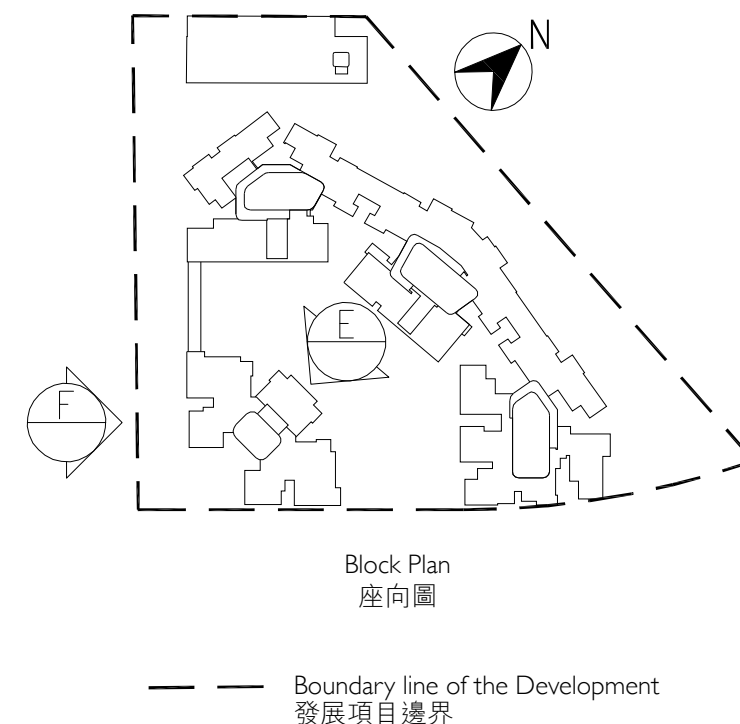 N
E
F
Block Plan
座向圖
Boundary line of the Development
發展項目邊界